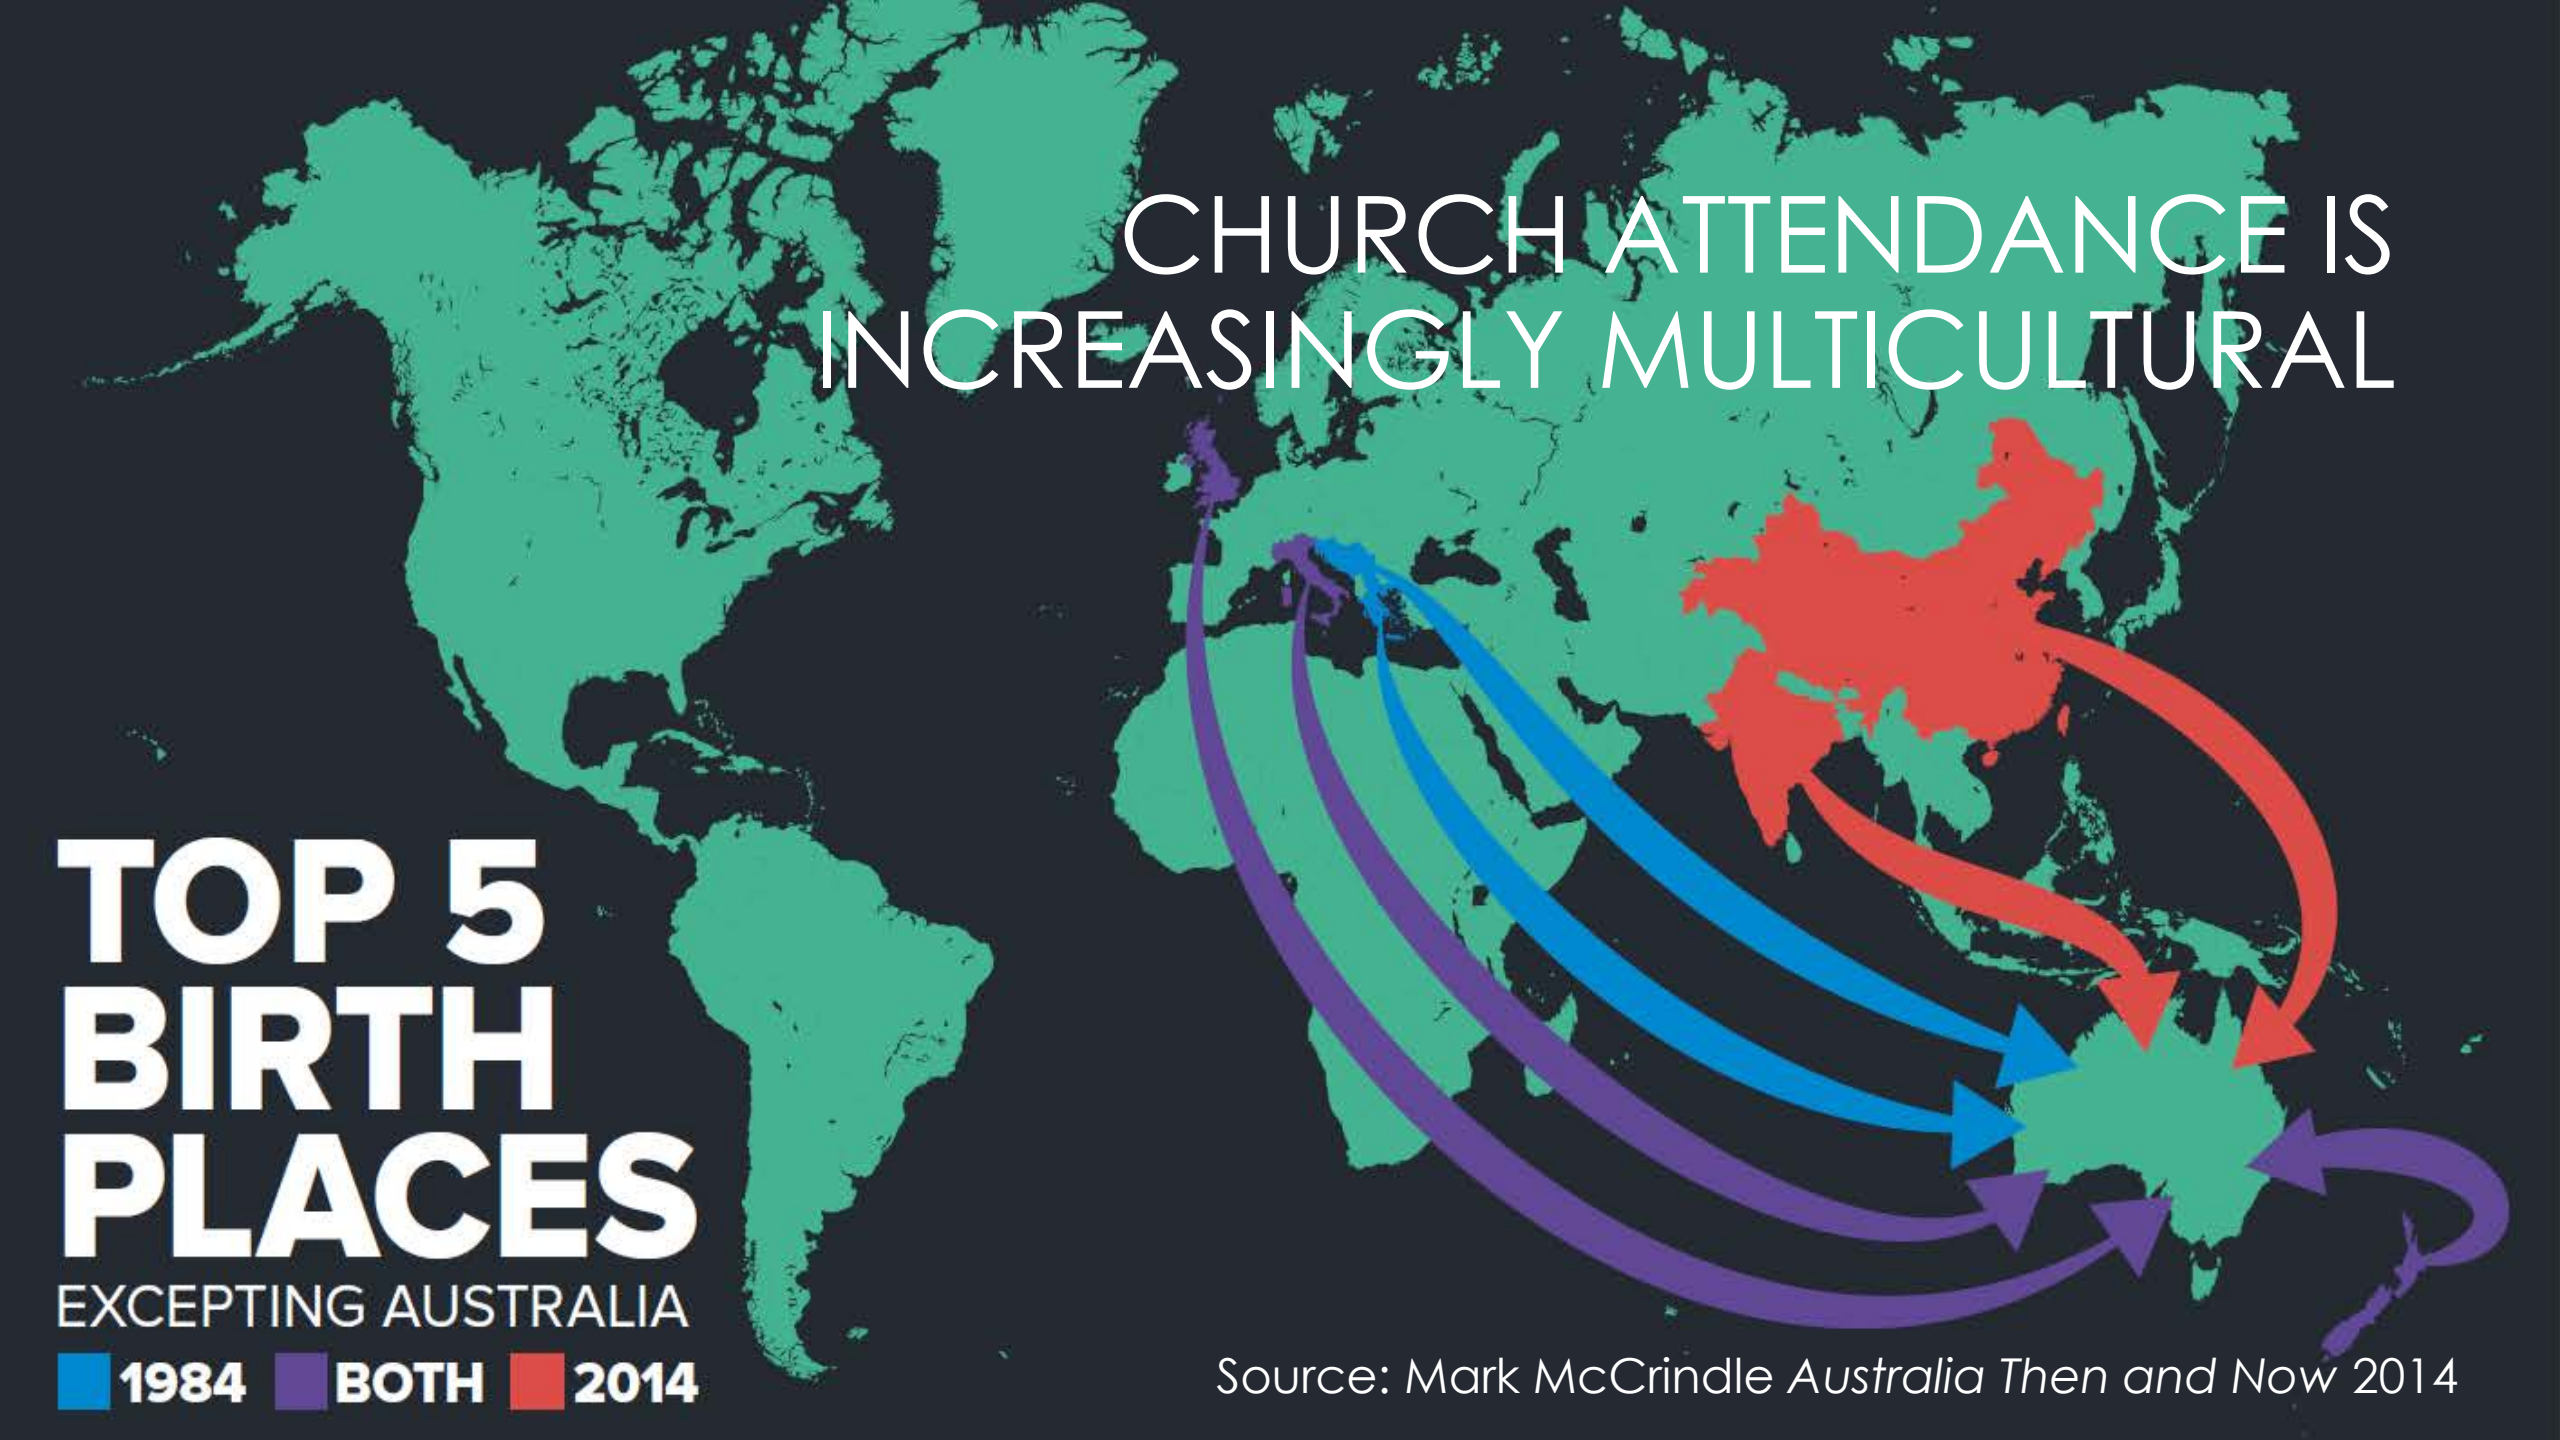 CHURCH ATTENDANCE IS
INCREASINGLY MULTICULTURAL
TOP 5
BIRTH
PLACES
EXCEPTING AUSTRALIA
1984 BOTH 2014
Source: Mark McCrindle Australia Then and Now 2014